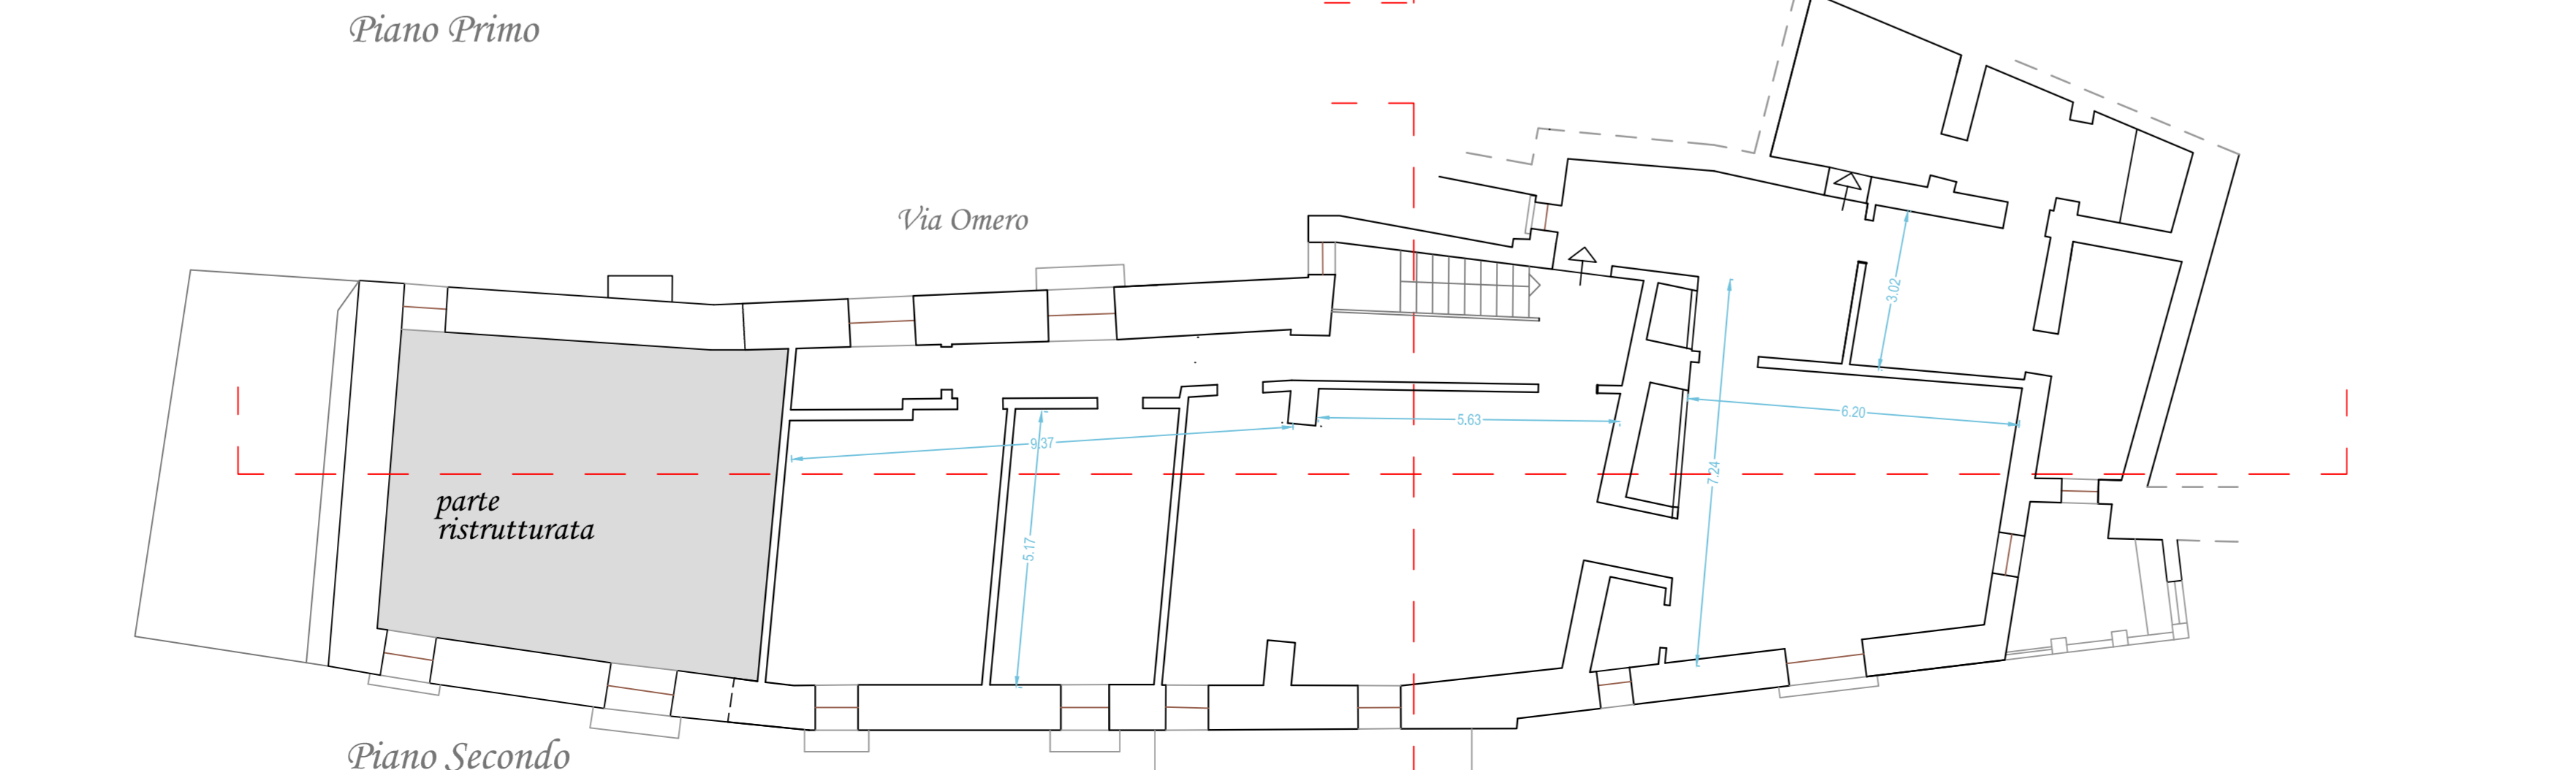 Piano Primo
Via Omero
3.02
5.63
6.20
9.37
7.24
parte
ristrutturata
5.17
Piano Secondo